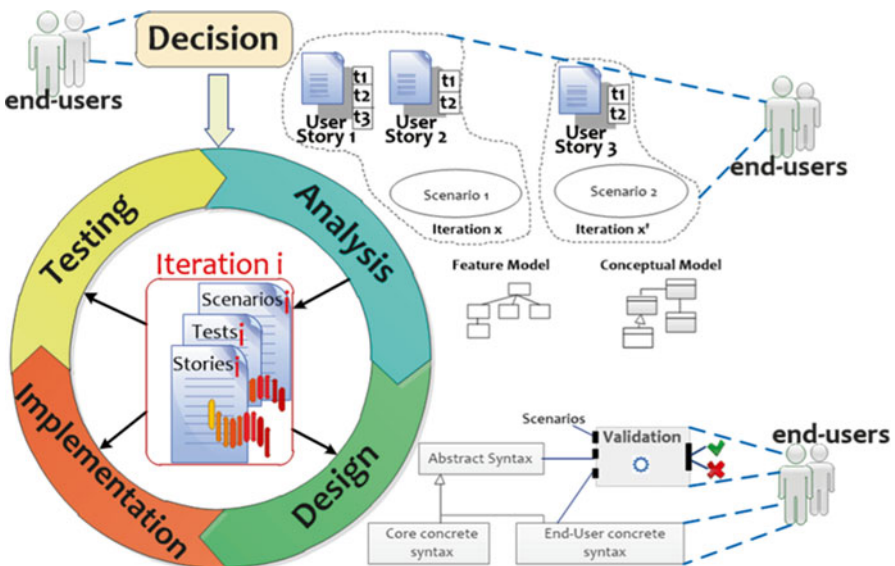 Decision
end-users
t1
t2
t3
User
Story 1
t1
t2
User
Story 2
t1
t2
User
Story 3
end-users
Scenario 1
Iteration x
Scenario 2
Iteration x'
Testing
Analysis
Design
Implementation
Iteration i
Scenarios i
Tests i
Stories i
Feature Model
Conceptual Model
Scenarios
Validation
Abstract Syntax
Core concrete
syntax
End-User concrete
syntax
end-users